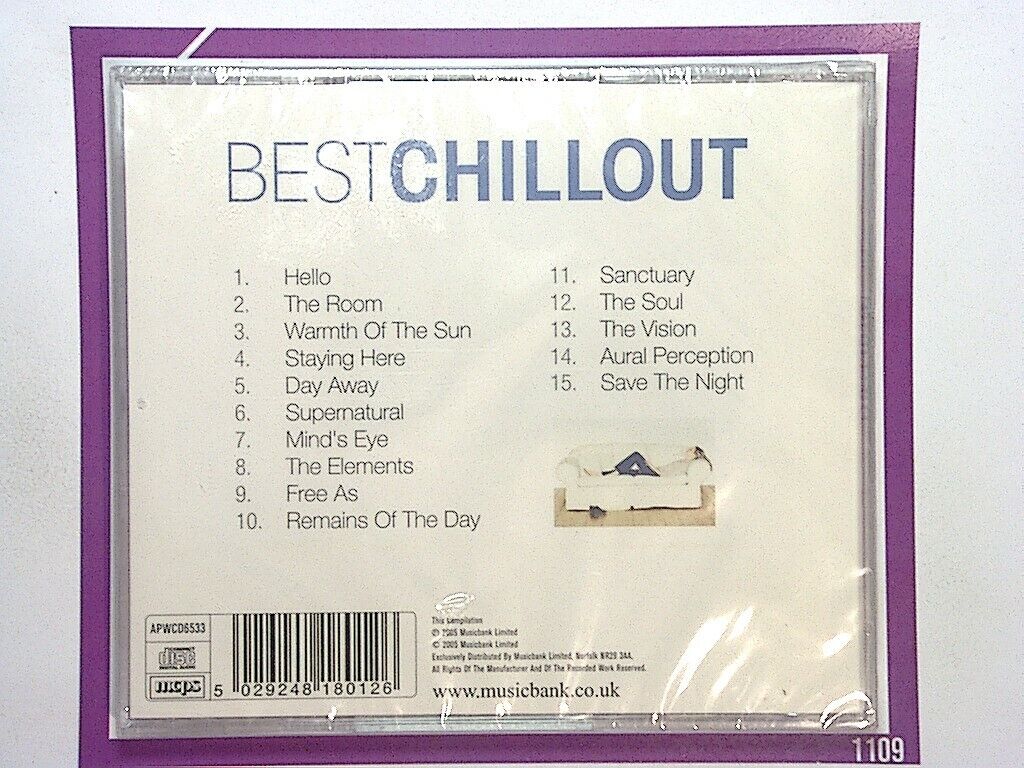 BESTCHILLOUT
1. Hello
2. The Room
3. Warmth Of The Sun
4. Staying Here
5. Day Away
6. Supernatural
7. Mind's Eye
8. The Elements
9. Free As
10. Remains Of The Day
11. Sanctuary
12. The Soul
13. The Vision
14. Aural Perception
15. Save The Night
APWCD6533
COMPACT
disc
DIGITAL AUDIO
mcps
5 029248 180126
This compilation
℗ 2005 Musicbank Limited
© 2005 Musicbank Limited
Exclusively Distributed By Musicbank Limited, Norfolk NR29 3AA.
All Rights Of The Manufacturer And Of The Recorded Work Reserved.
www.musicbank.co.uk
1109